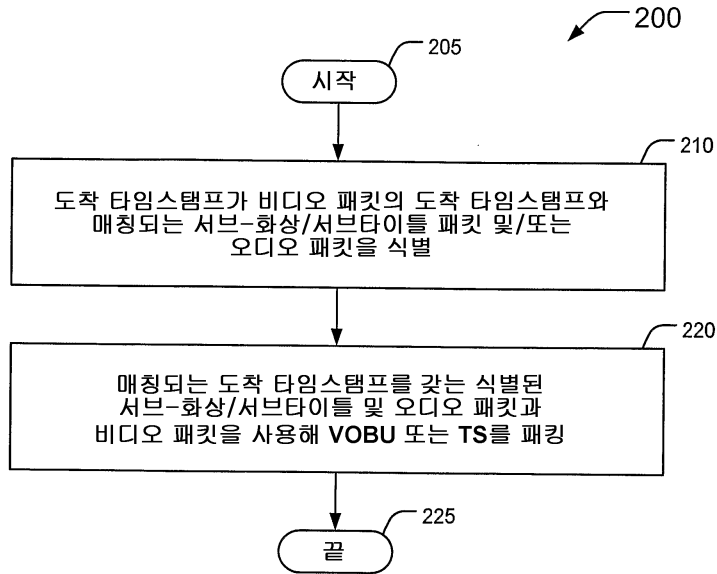 200
205
시작
210
도착 타임스탬프가 비디오 패킷의 도착 타임스탬프와
매칭되는 서브-화상/서브타이틀 패킷 및/또는
오디오 패킷을 식별
220
매칭되는 도착 타임스탬프를 갖는 식별된
서브-화상/서브타이틀 및 오디오 패킷과
비디오 패킷을 사용해 VOBU 또는 TS를 패킹
225
끝